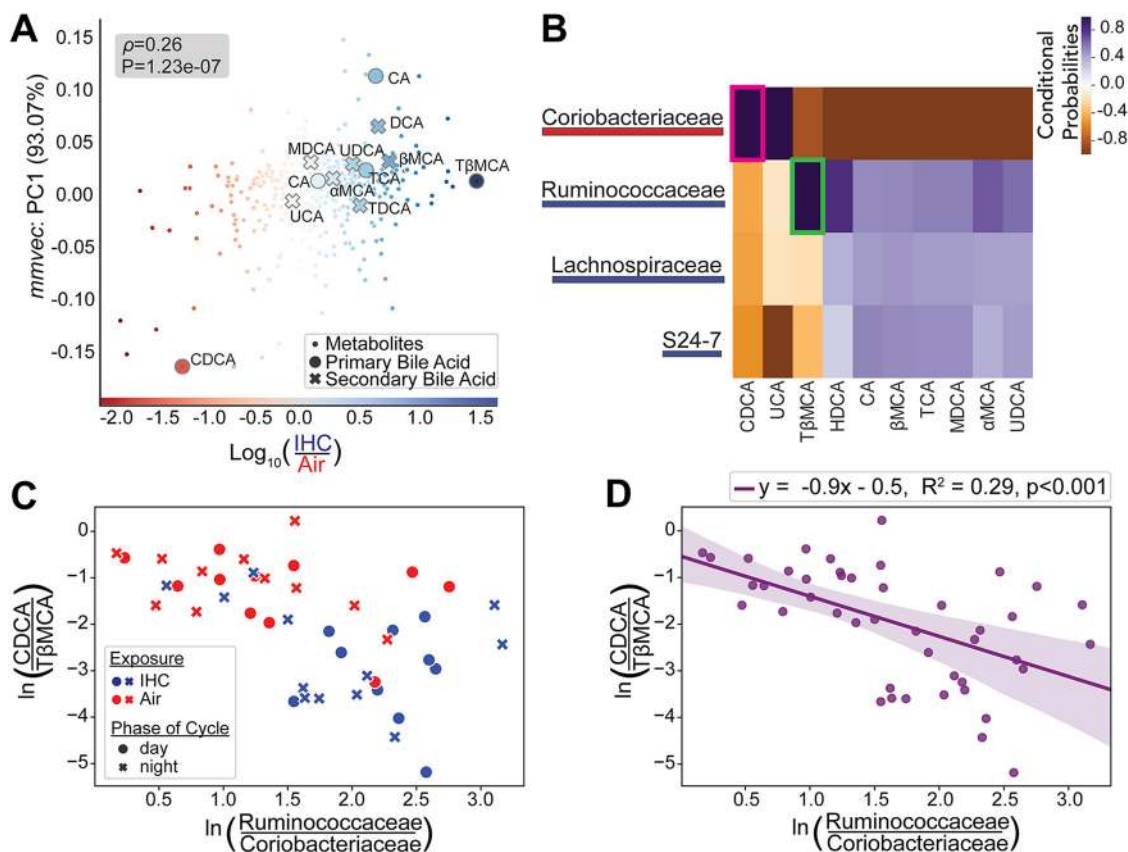 A
ρ=0.26
P=1.23e-07
mmvec: PC1 (93.07%)
0.15
0.10
0.05
0.00
-0.05
-0.10
-0.15
CA
DCA
MDCA
UDCA
βMCA
TβMCA
CA
TCA
αMCA
UCA
TDCA
CDCA
Metabolites
Primary Bile Acid
Secondary Bile Acid
-2.0 -1.5 -1.0 -0.5 0.0 0.5 1.0 1.5
Log10(IHC/Air)
B
Coriobacteriaceae
Ruminococcaceae
Lachnospiraceae
S24-7
CDCA UCA TβMCA HDCA CA βMCA TCA MDCA αMCA UDCA
Conditional
Probabilities
0.8
0.4
0.0
-0.4
-0.8
C
ln(CDCA/TβMCA)
0
−1
−2
−3
−4
−5
Exposure
IHC
Air
Phase of Cycle
day
night
0.5 1.0 1.5 2.0 2.5 3.0
ln(Ruminococcaceae/Coriobacteriaceae)
D
y = -0.9x - 0.5, R² = 0.29, p<0.001
ln(CDCA/TβMCA)
0
−1
−2
−3
−4
−5
0.5 1.0 1.5 2.0 2.5 3.0
ln(Ruminococcaceae/Coriobacteriaceae)